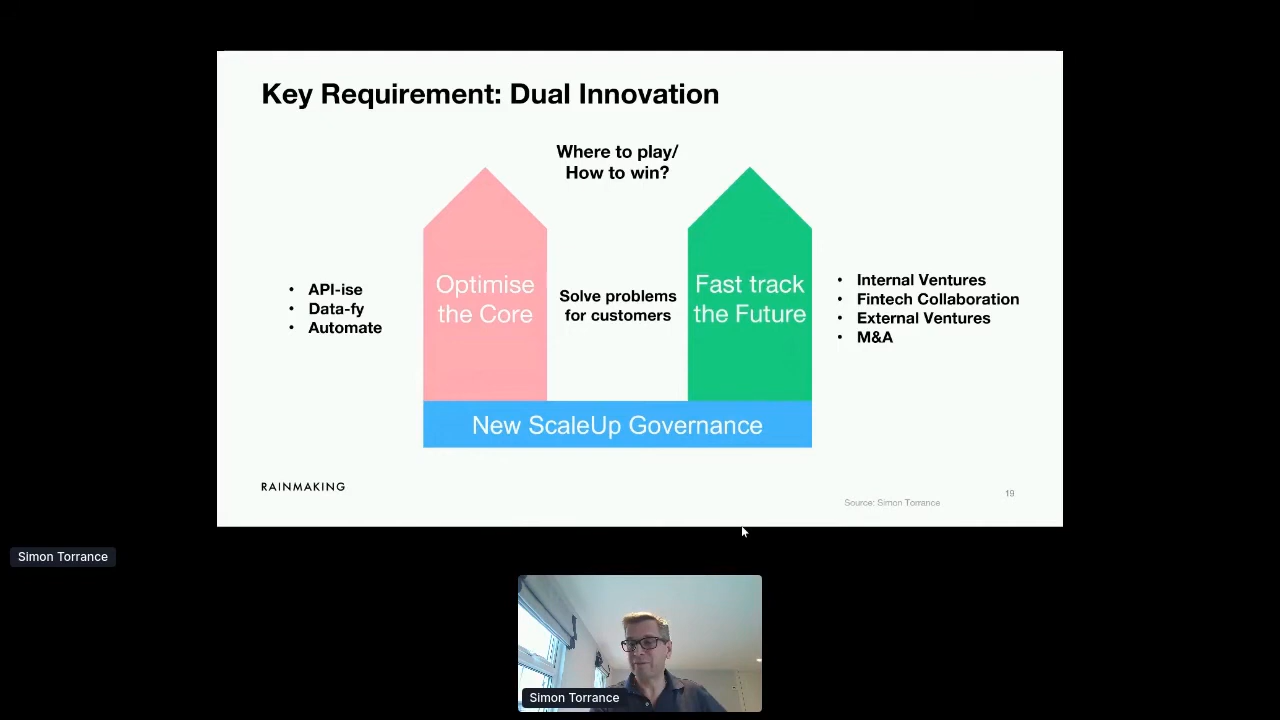 Key Requirement: Dual Innovation
Where to play/
How to win?
• API-ise
• Data-fy
• Automate
Optimise
the Core
Solve problems
for customers
Fast track
the Future
• Internal Ventures
• Fintech Collaboration
• External Ventures
• M&A
New ScaleUp Governance
RAINMAKING
Source: Simon Torrance
19
Simon Torrance
Simon Torrance